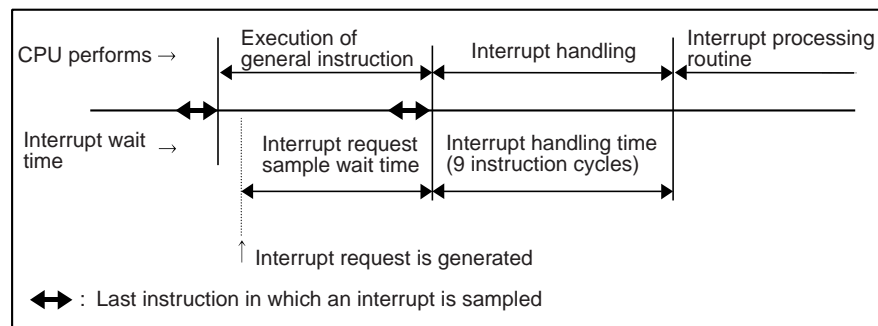 CPU performs →
Execution of
general instruction
Interrupt handling
Interrupt processing
routine
Interrupt wait
time →
Interrupt request
sample wait time
Interrupt handling time
(9 instruction cycles)
Interrupt request is generated
: Last instruction in which an interrupt is sampled